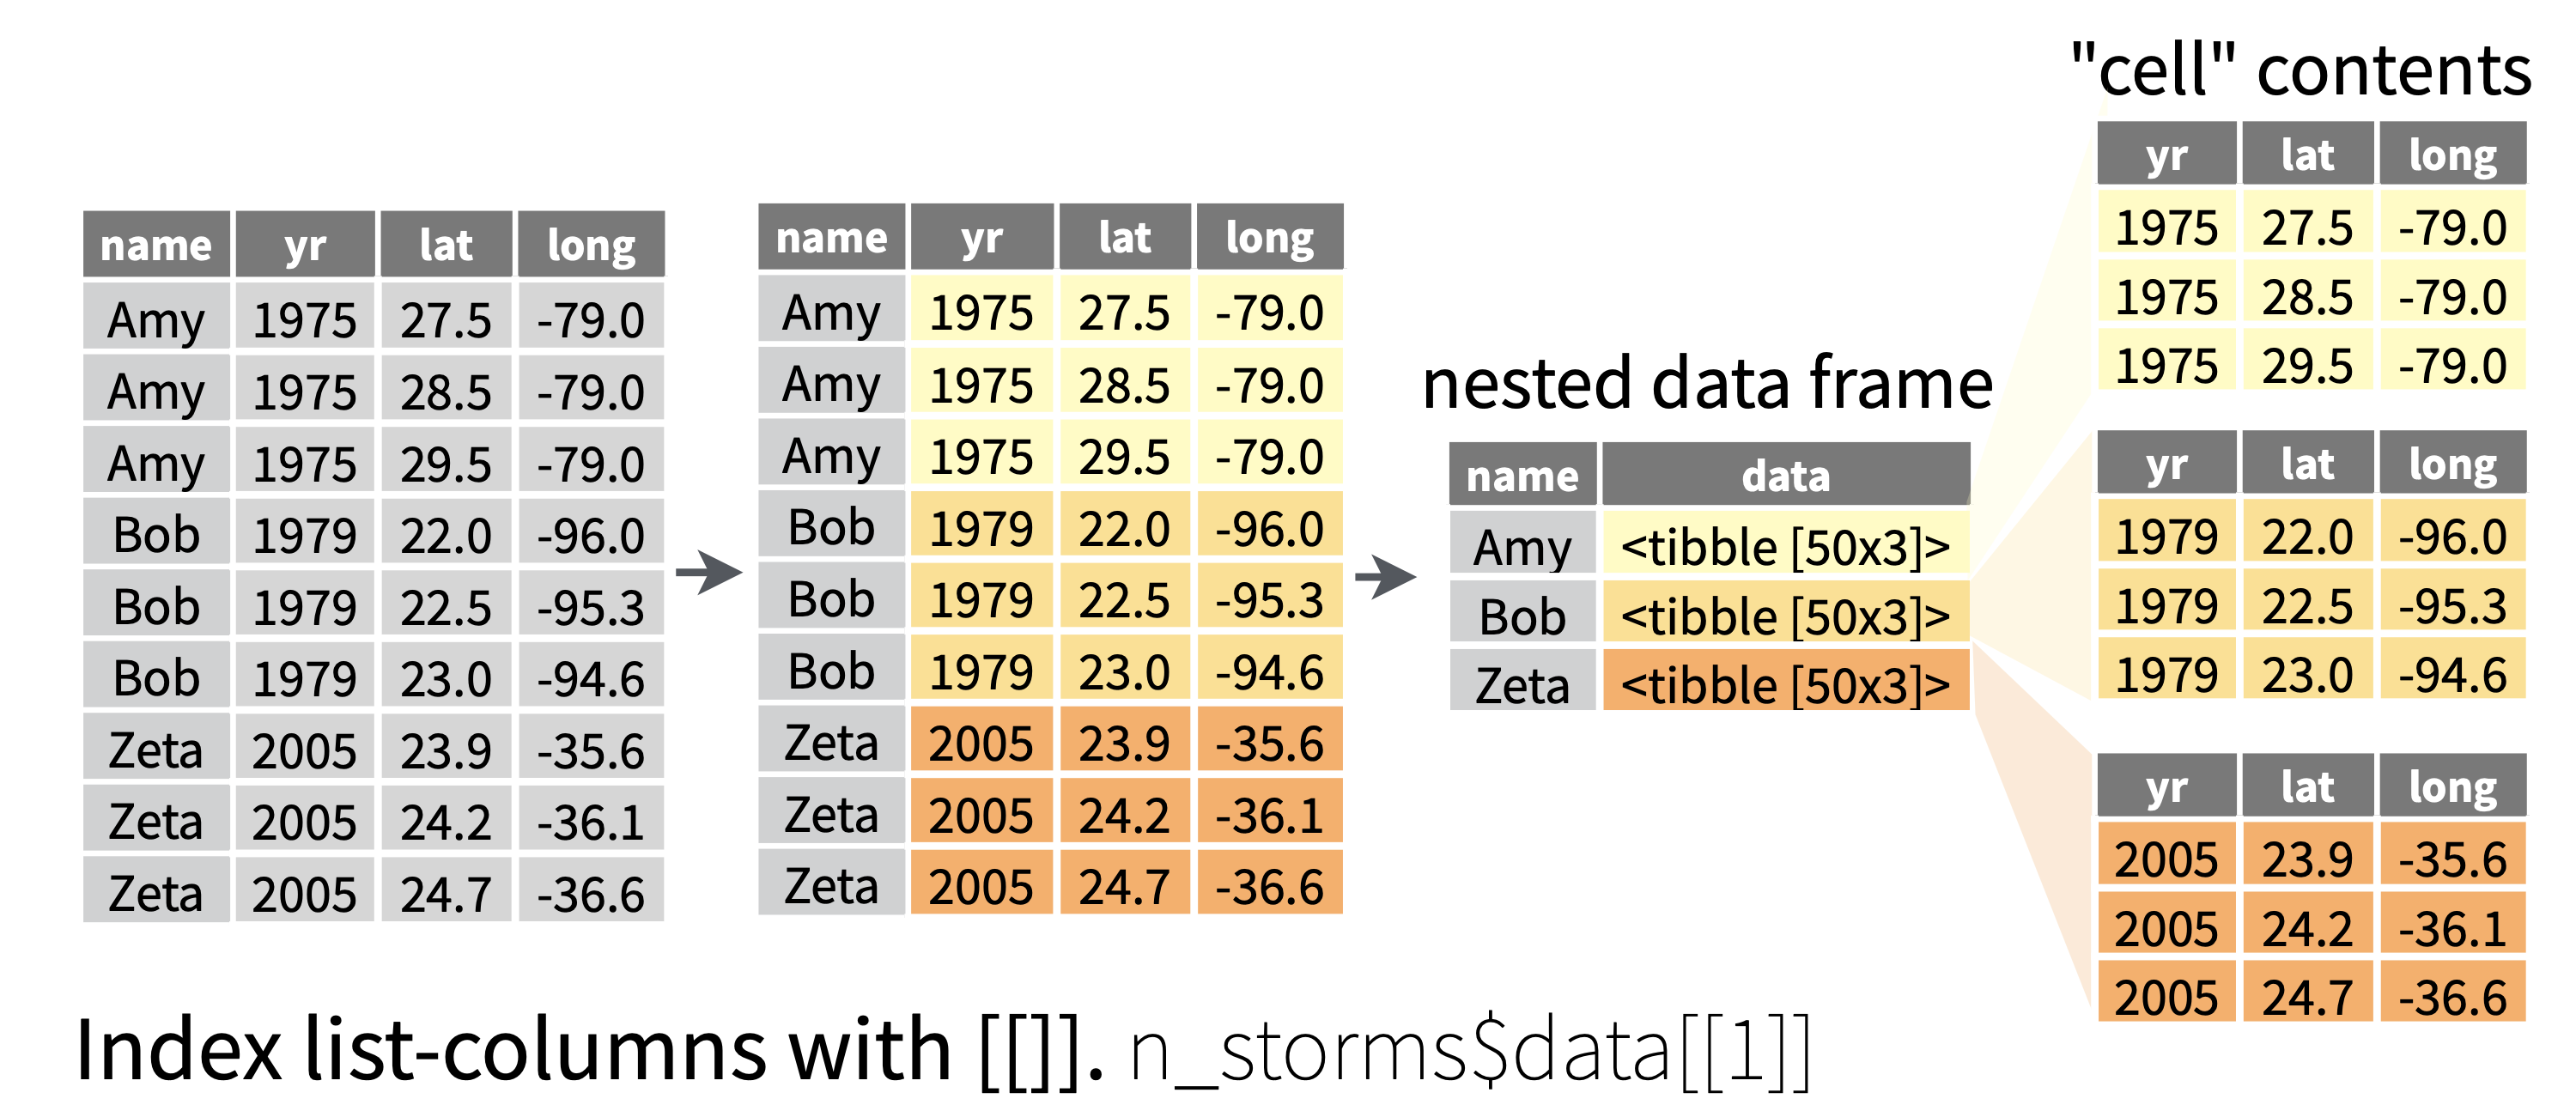 name yr lat long
Amy 1975 27.5 -79.0
Amy 1975 28.5 -79.0
Amy 1975 29.5 -79.0
Bob 1979 22.0 -96.0
Bob 1979 22.5 -95.3
Bob 1979 23.0 -94.6
Zeta 2005 23.9 -35.6
Zeta 2005 24.2 -36.1
Zeta 2005 24.7 -36.6
name yr lat long
Amy 1975 27.5 -79.0
Amy 1975 28.5 -79.0
Amy 1975 29.5 -79.0
Bob 1979 22.0 -96.0
Bob 1979 22.5 -95.3
Bob 1979 23.0 -94.6
Zeta 2005 23.9 -35.6
Zeta 2005 24.2 -36.1
Zeta 2005 24.7 -36.6
nested data frame
name data
Amy <tibble [50x3]>
Bob <tibble [50x3]>
Zeta <tibble [50x3]>
"cell" contents
yr lat long
1975 27.5 -79.0
1975 28.5 -79.0
1975 29.5 -79.0
yr lat long
1979 22.0 -96.0
1979 22.5 -95.3
1979 23.0 -94.6
yr lat long
2005 23.9 -35.6
2005 24.2 -36.1
2005 24.7 -36.6
Index list-columns with [[]]. n_storms$data[[1]]